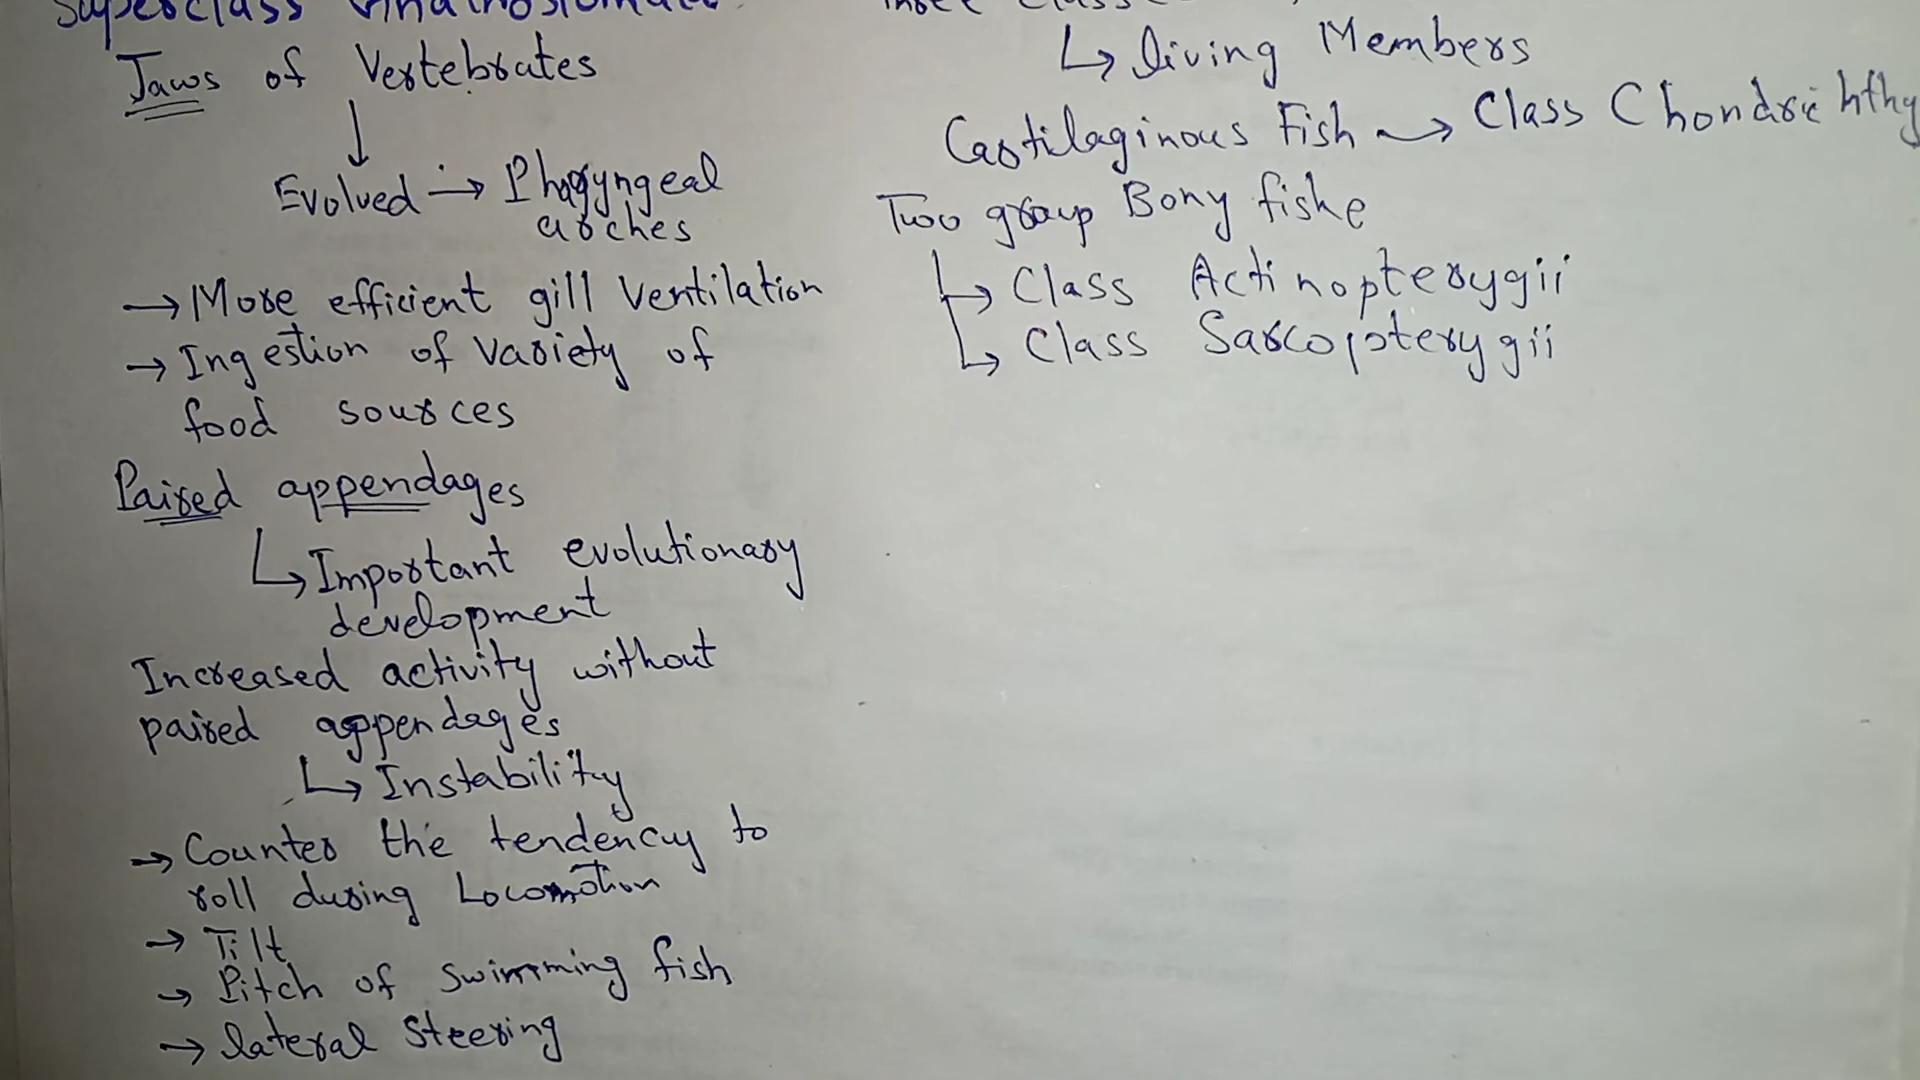 Superclass Gnathostomata
Jaws of Vertebrates
↓
Evolved → Pharyngeal
arches
→ More efficient gill Ventilation
→ Ingestion of Variety of
food sources
Paired appendages
↳ Important evolutionary
development
Increased activity without
paired appendages
↳ Instability
→ Counter the tendency to
roll during Locomotion
→ Tilt
→ Pitch of swimming fish
→ lateral Steering
↳ living Members
Cartilaginous Fish → Class Chondrichthy
Two group Bony fishe
↳ Class Actinopterygii
↳ Class Sarcopterygii